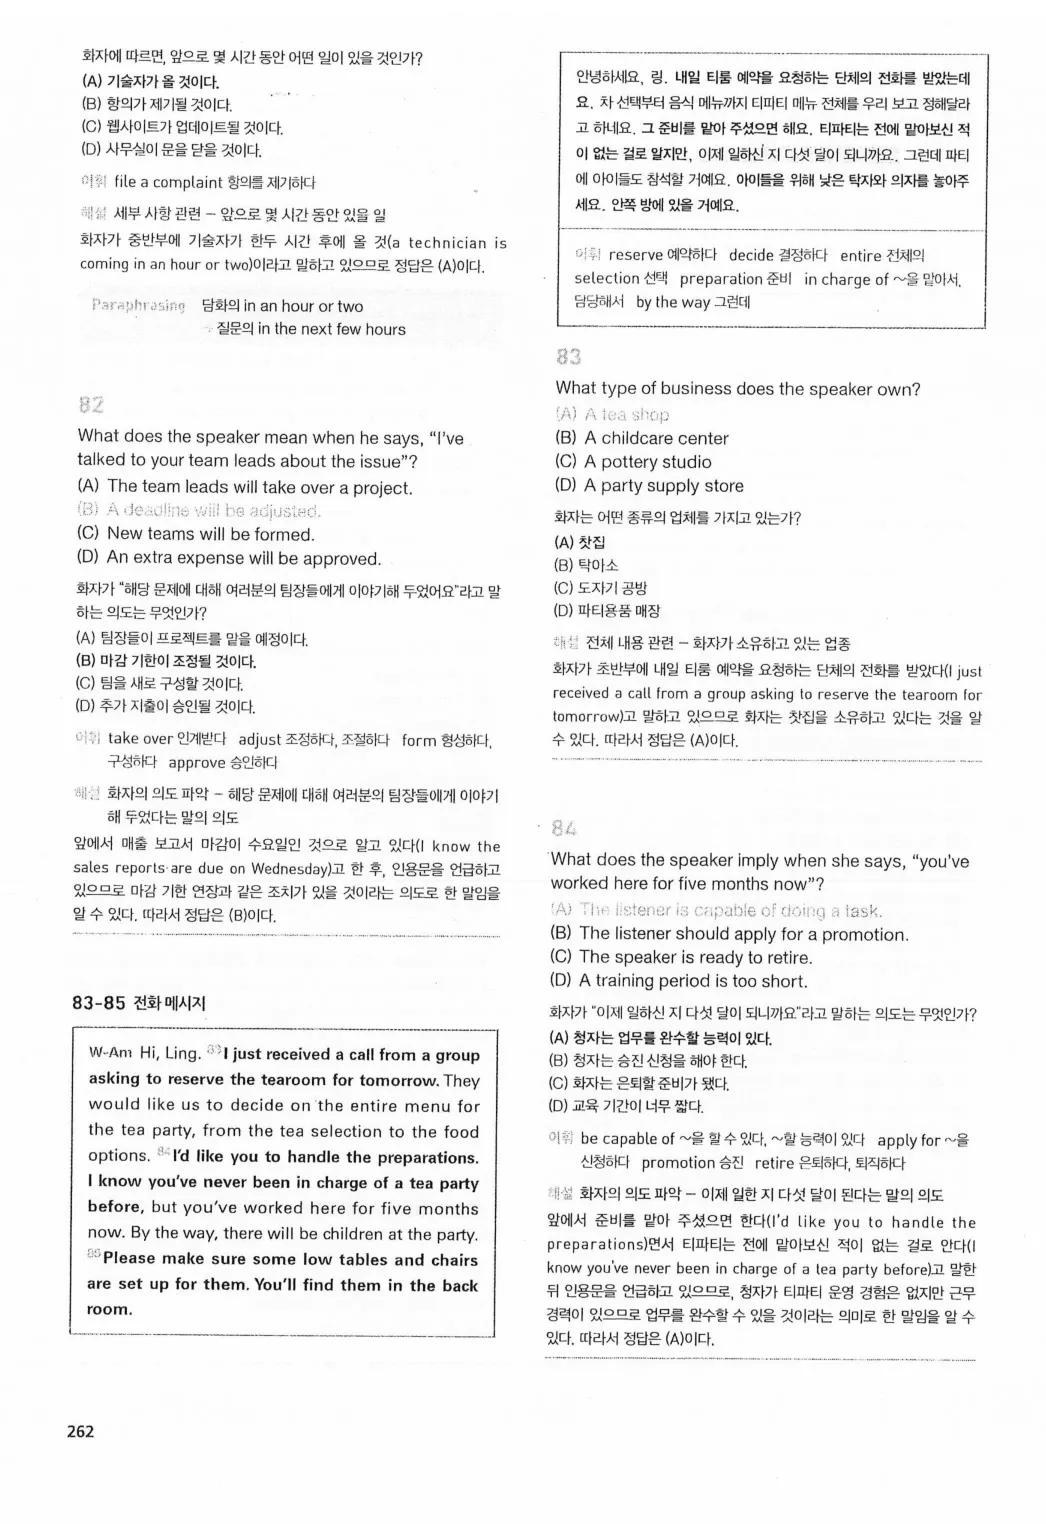 화자에 따르면, 앞으로 몇 시간 동안 어떤 일이 있을 것인가?
(A) 기술자가 올 것이다.
(B) 항의가 제기될 것이다.
(C) 웹사이트가 업데이트될 것이다.
(D) 사무실이 문을 닫을 것이다.
어휘 file a complaint 항의를 제기하다
해설 세부 사항 관련 – 앞으로 몇 시간 동안 있을 일
화자가 중반부에 기술자가 한두 시간 후에 올 것(a technician is
coming in an hour or two)이라고 말하고 있으므로 정답은 (A)이다.
Paraphrasing 담화의 in an hour or two
→ 질문의 in the next few hours
82
What does the speaker mean when he says, “I’ve
talked to your team leads about the issue”?
(A) The team leads will take over a project.
(B) A deadline will be adjusted.
(C) New teams will be formed.
(D) An extra expense will be approved.
화자가 “해당 문제에 대해 여러분의 팀장들에게 이야기해 두었어요”라고 말
하는 의도는 무엇인가?
(A) 팀장들이 프로젝트를 맡을 예정이다.
(B) 마감 기한이 조정될 것이다.
(C) 팀을 새로 구성할 것이다.
(D) 추가 지출이 승인될 것이다.
어휘 take over 인계받다 adjust 조정하다, 조절하다 form 형성하다,
구성하다 approve 승인하다
해설 화자의 의도 파악 – 해당 문제에 대해 여러분의 팀장들에게 이야기
해 두었다는 말의 의도
앞에서 매출 보고서 마감이 수요일인 것으로 알고 있다(I know the
sales reports are due on Wednesday)고 한 후, 인용문을 언급하고
있으므로 마감 기한 연장과 같은 조치가 있을 것이라는 의도로 한 말임을
알 수 있다. 따라서 정답은 (B)이다.
83-85 전화 메시지
W-Am Hi, Ling. 83I just received a call from a group
asking to reserve the tearoom for tomorrow. They
would like us to decide on the entire menu for
the tea party, from the tea selection to the food
options. 84I’d like you to handle the preparations.
I know you’ve never been in charge of a tea party
before, but you’ve worked here for five months
now. By the way, there will be children at the party.
85Please make sure some low tables and chairs
are set up for them. You’ll find them in the back
room.
262
안녕하세요, 링. 내일 티룸 예약을 요청하는 단체의 전화를 받았는데
요. 차 선택부터 음식 메뉴까지 티파티 메뉴 전체를 우리 보고 정해달라
고 하네요. 그 준비를 맡아 주셨으면 해요. 티파티는 전에 맡아보신 적
이 없는 걸로 알지만, 이제 일하신 지 다섯 달이 되니까요. 그런데 파티
에 아이들도 참석할 거예요. 아이들을 위해 낮은 탁자와 의자를 놓아주
세요. 안쪽 방에 있을 거예요.
어휘 reserve 예약하다 decide 결정하다 entire 전체의
selection 선택 preparation 준비 in charge of ~을 맡아서,
담당해서 by the way 그런데
83
What type of business does the speaker own?
(A) A tea shop
(B) A childcare center
(C) A pottery studio
(D) A party supply store
화자는 어떤 종류의 업체를 가지고 있는가?
(A) 찻집
(B) 탁아소
(C) 도자기 공방
(D) 파티용품 매장
해설 전체 내용 관련 – 화자가 소유하고 있는 업종
화자가 초반부에 내일 티룸 예약을 요청하는 단체의 전화를 받았다(I just
received a call from a group asking to reserve the tearoom for
tomorrow)고 말하고 있으므로 화자는 찻집을 소유하고 있다는 것을 알
수 있다. 따라서 정답은 (A)이다.
84
What does the speaker imply when she says, “you’ve
worked here for five months now”?
(A) The listener is capable of doing a task.
(B) The listener should apply for a promotion.
(C) The speaker is ready to retire.
(D) A training period is too short.
화자가 “이제 일하신 지 다섯 달이 되니까요”라고 말하는 의도는 무엇인가?
(A) 청자는 업무를 완수할 능력이 있다.
(B) 청자는 승진 신청을 해야 한다.
(C) 화자는 은퇴할 준비가 됐다.
(D) 교육 기간이 너무 짧다.
어휘 be capable of ~을 할 수 있다, ~할 능력이 있다 apply for ~을
신청하다 promotion 승진 retire 은퇴하다, 퇴직하다
해설 화자의 의도 파악 – 이제 일한 지 다섯 달이 된다는 말의 의도
앞에서 준비를 맡아 주셨으면 한다(I’d like you to handle the
preparations)면서 티파티는 전에 맡아보신 적이 없는 걸로 안다(I
know you’ve never been in charge of a tea party before)고 말한
뒤 인용문을 언급하고 있으므로, 청자가 티파티 운영 경험은 없지만 근무
경력이 있으므로 업무를 완수할 수 있을 것이라는 의미로 한 말임을 알 수
있다. 따라서 정답은 (A)이다.